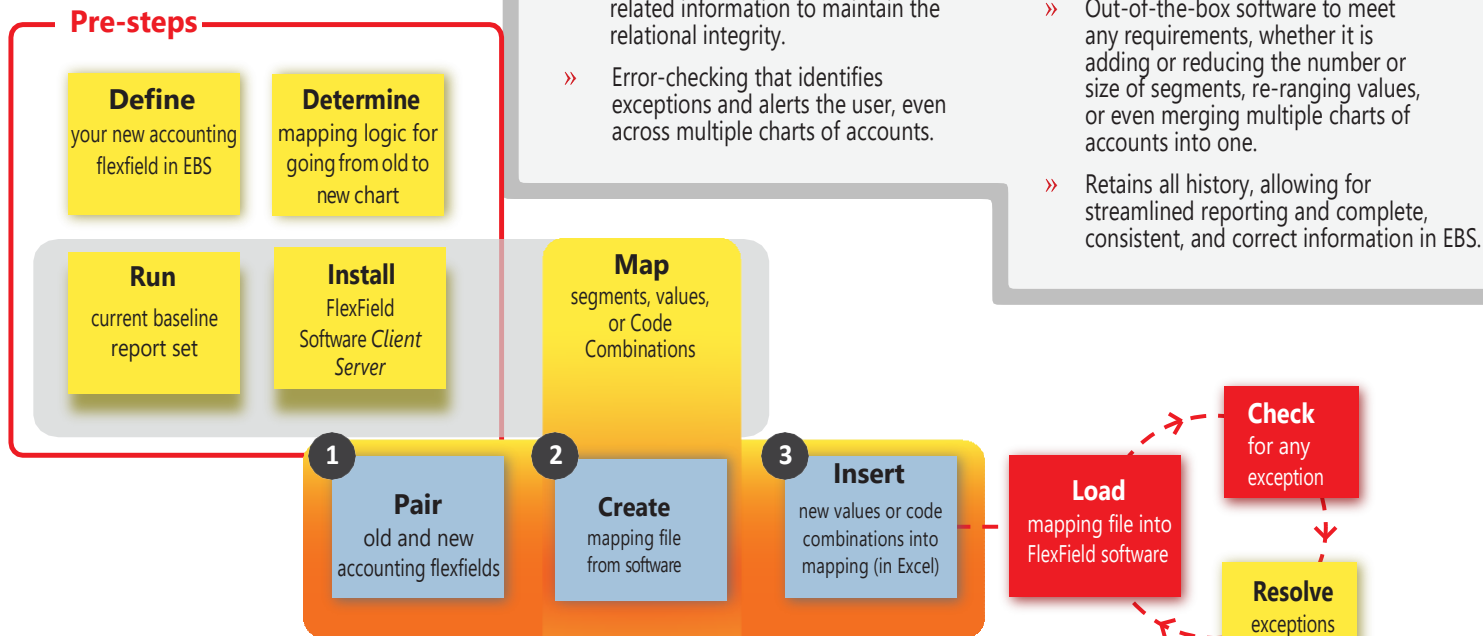 Pre-steps
Define
your new accounting
flexfield in EBS
Determine
mapping logic for
going from old to
new chart
Run
current baseline
report set
Install
FlexField
Software Client
Server
related information to maintain the
relational integrity.
» Error-checking that identifies
exceptions and alerts the user, even
across multiple charts of accounts.
» Out-of-the-box software to meet
any requirements, whether it is
adding or reducing the number or
size of segments, re-ranging values,
or even merging multiple charts of
accounts into one.
» Retains all history, allowing for
streamlined reporting and complete,
consistent, and correct information in EBS.
Map
segments, values,
or Code
Combinations
1
Pair
old and new
accounting flexfields
2
Create
mapping file
from software
3
Insert
new values or code
combinations into
mapping (in Excel)
Load
mapping file into
FlexField software
Check
for any
exception
Resolve
exceptions